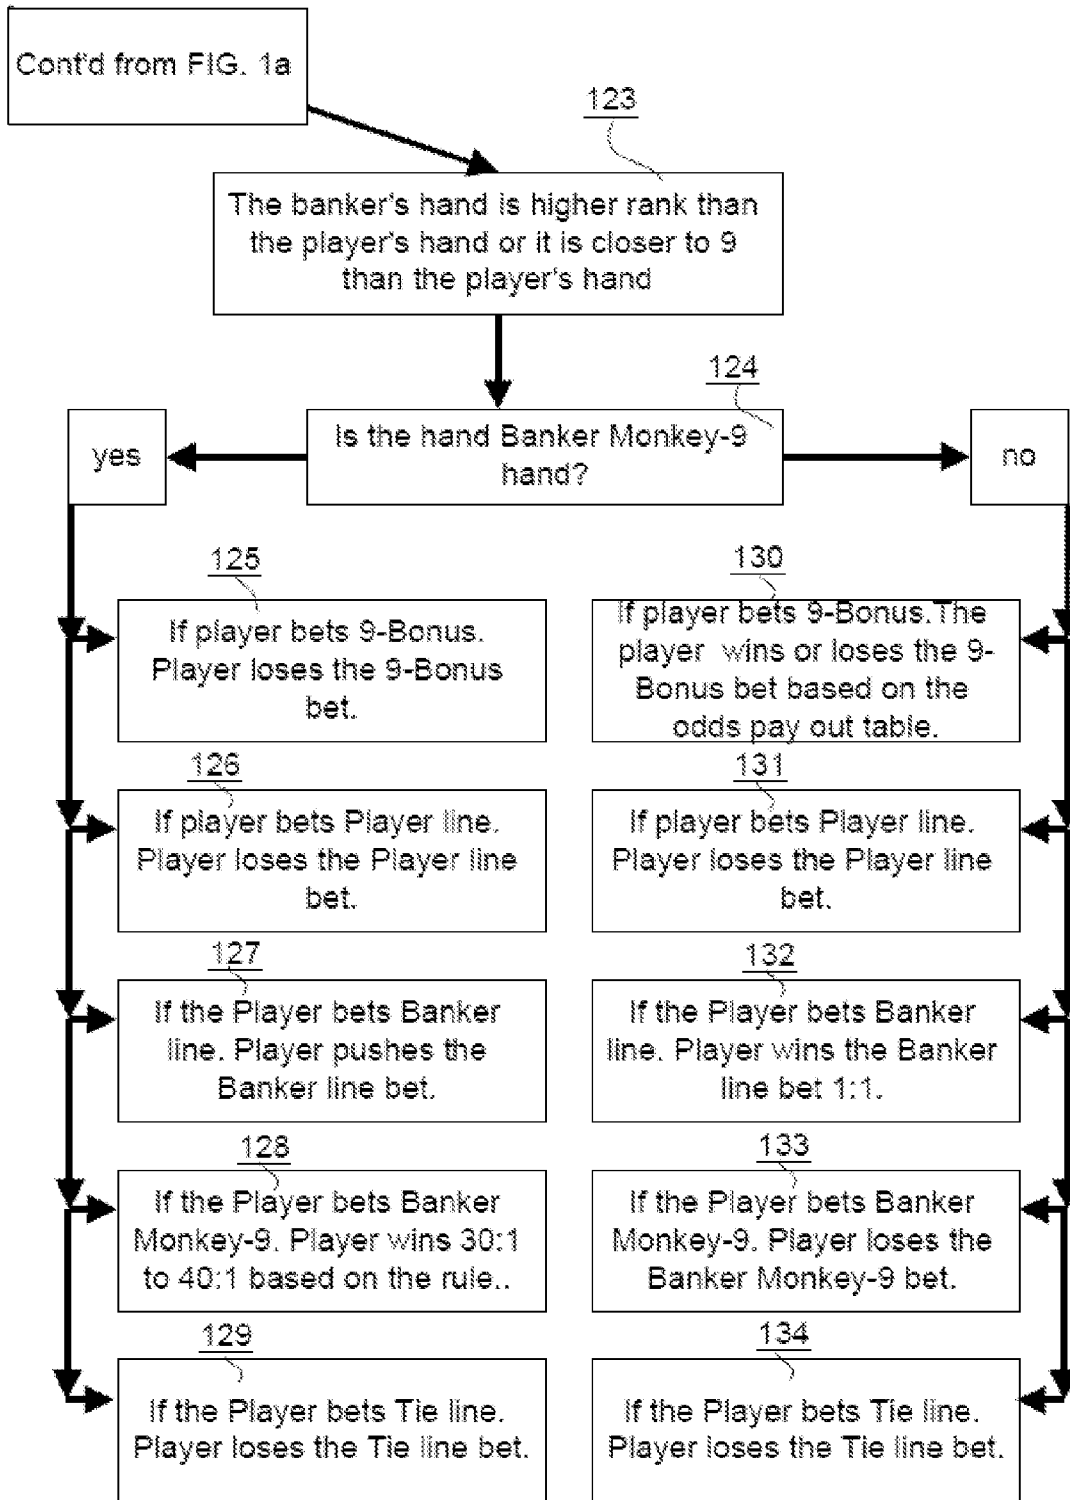 Cont'd from FIG. 1a
123
The banker's hand is higher rank than
the player's hand or it is closer to 9
than the player's hand
124
Is the hand Banker Monkey-9
hand?
yes
no
125
If player bets 9-Bonus.
Player loses the 9-Bonus
bet.
130
If player bets 9-Bonus.The
player wins or loses the 9-
Bonus bet based on the
odds pay out table.
126
If player bets Player line.
Player loses the Player line
bet.
131
If player bets Player line.
Player loses the Player line
bet.
127
If the Player bets Banker
line. Player pushes the
Banker line bet.
132
If the Player bets Banker
line. Player wins the Banker
line bet 1:1.
128
If the Player bets Banker
Monkey-9. Player wins 30:1
to 40:1 based on the rule..
133
If the Player bets Banker
Monkey-9. Player loses the
Banker Monkey-9 bet.
129
If the Player bets Tie line.
Player loses the Tie line bet.
134
If the Player bets Tie line.
Player loses the Tie line bet.